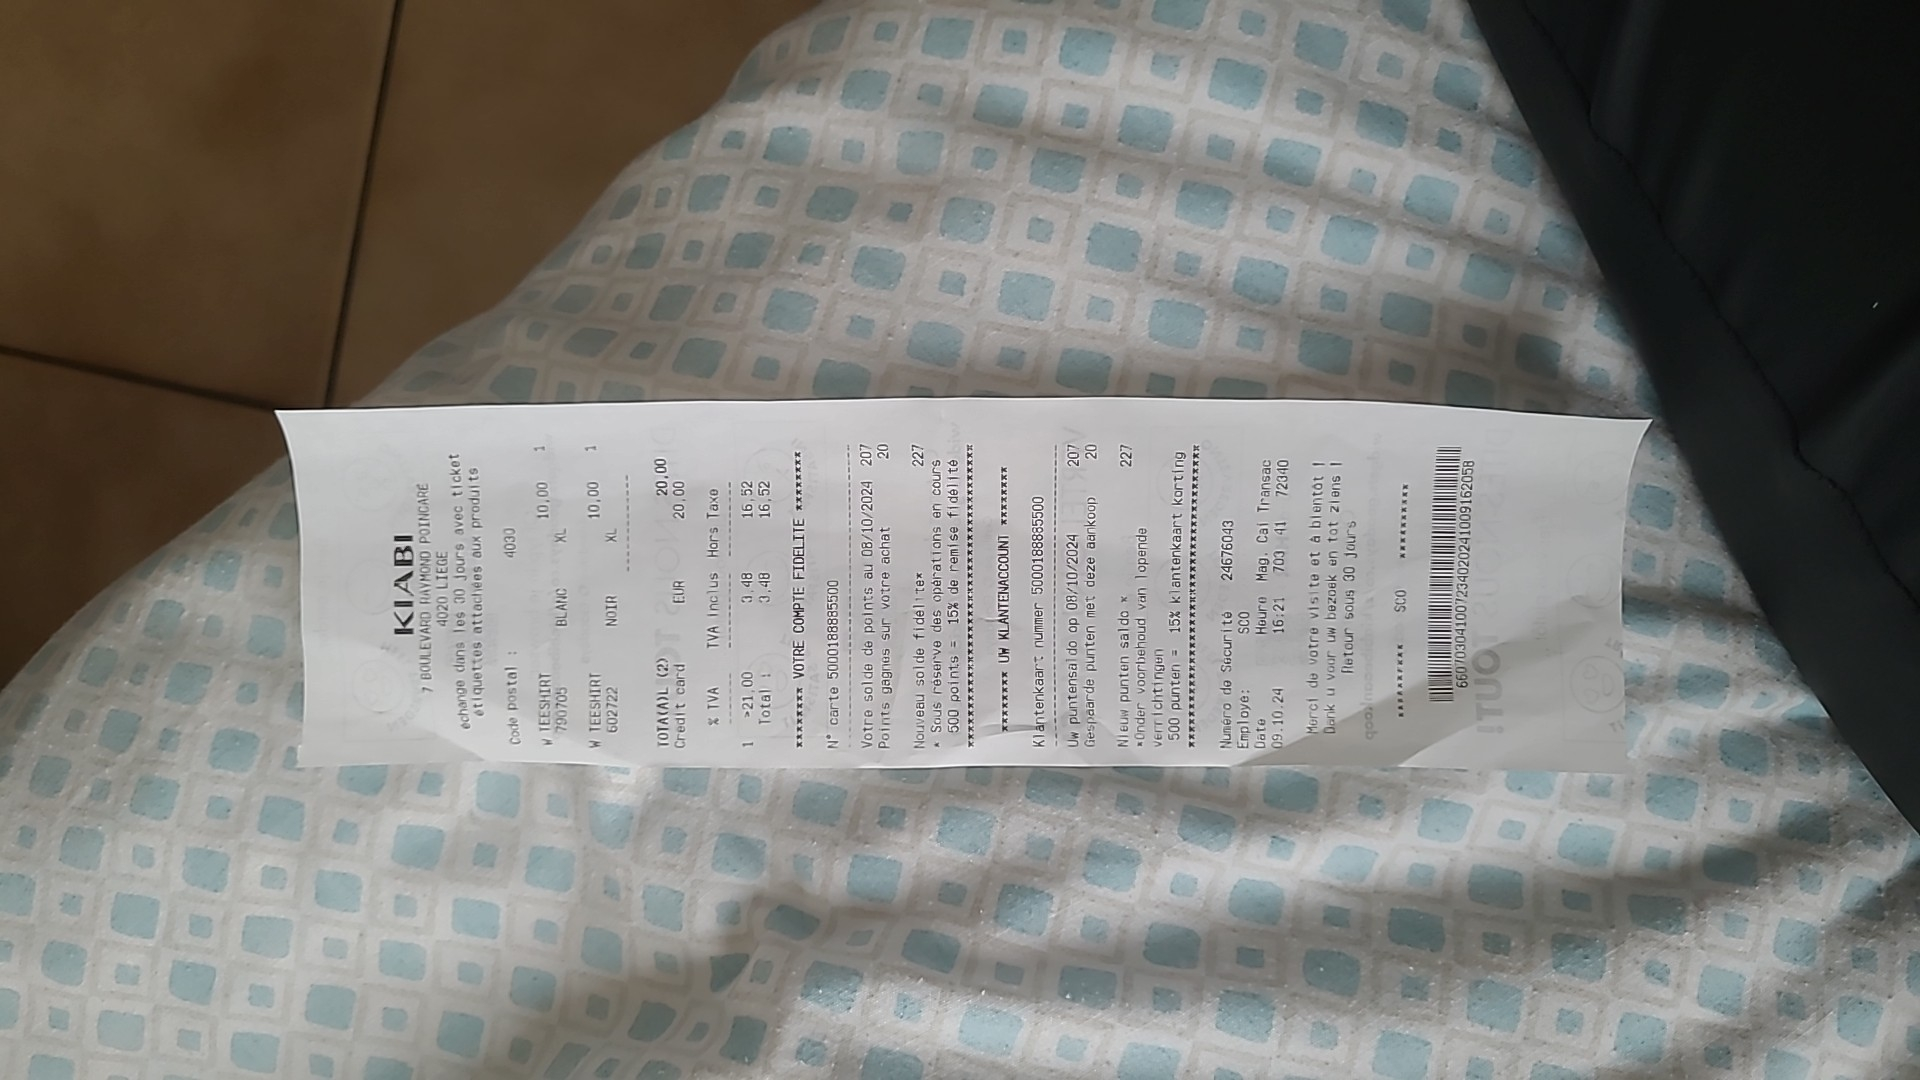 KIABI
7 BOULEVARD RAYMOND POINCARE
4020 LIEGE
échange dans les 30 jours avec ticket
étiquettes attachées aux produits
Code postal : 4030
W TEESHIRT 10,00 1
790705 BLANC XL
W TEESHIRT 10,00 1
602722 NOIR XL
TOTAVAL (2) 20,00
Credit card EUR 20,00
% TVA TVA inclus Hors Taxe
1 >21,00 3,48 16,52
Total : 3,48 16,52
******* VOTRE COMPTE FIDELITE *******
N° carte 5000188885500
Votre solde de points au 08/10/2024 207
Points gagnes sur votre achat 20
Nouveau solde fidélité* 227
* Sous réserve des opérations en cours
500 points = 15% de remise fidélité
******** UW KLANTENACCOUNT ********
Klantenkaart nummer 5000188885500
Uw puntensaldo op 08/10/2024 207
Gespaarde punten met deze aankoop 20
Nieuw punten saldo * 227
*Onder voorbehoud van lopende
verrichtingen
500 punten = 15% klantenkaart korting
Numéro de Sécurité 24676043
Employé: SCO
Date Heure Mag. Cai Transac
09.10.24 16:21 703 41 72340
Merci de votre visite et à bientôt !
Dank u voor uw bezoek en tot ziens !
Retour sous 30 jours
********* SCO *********